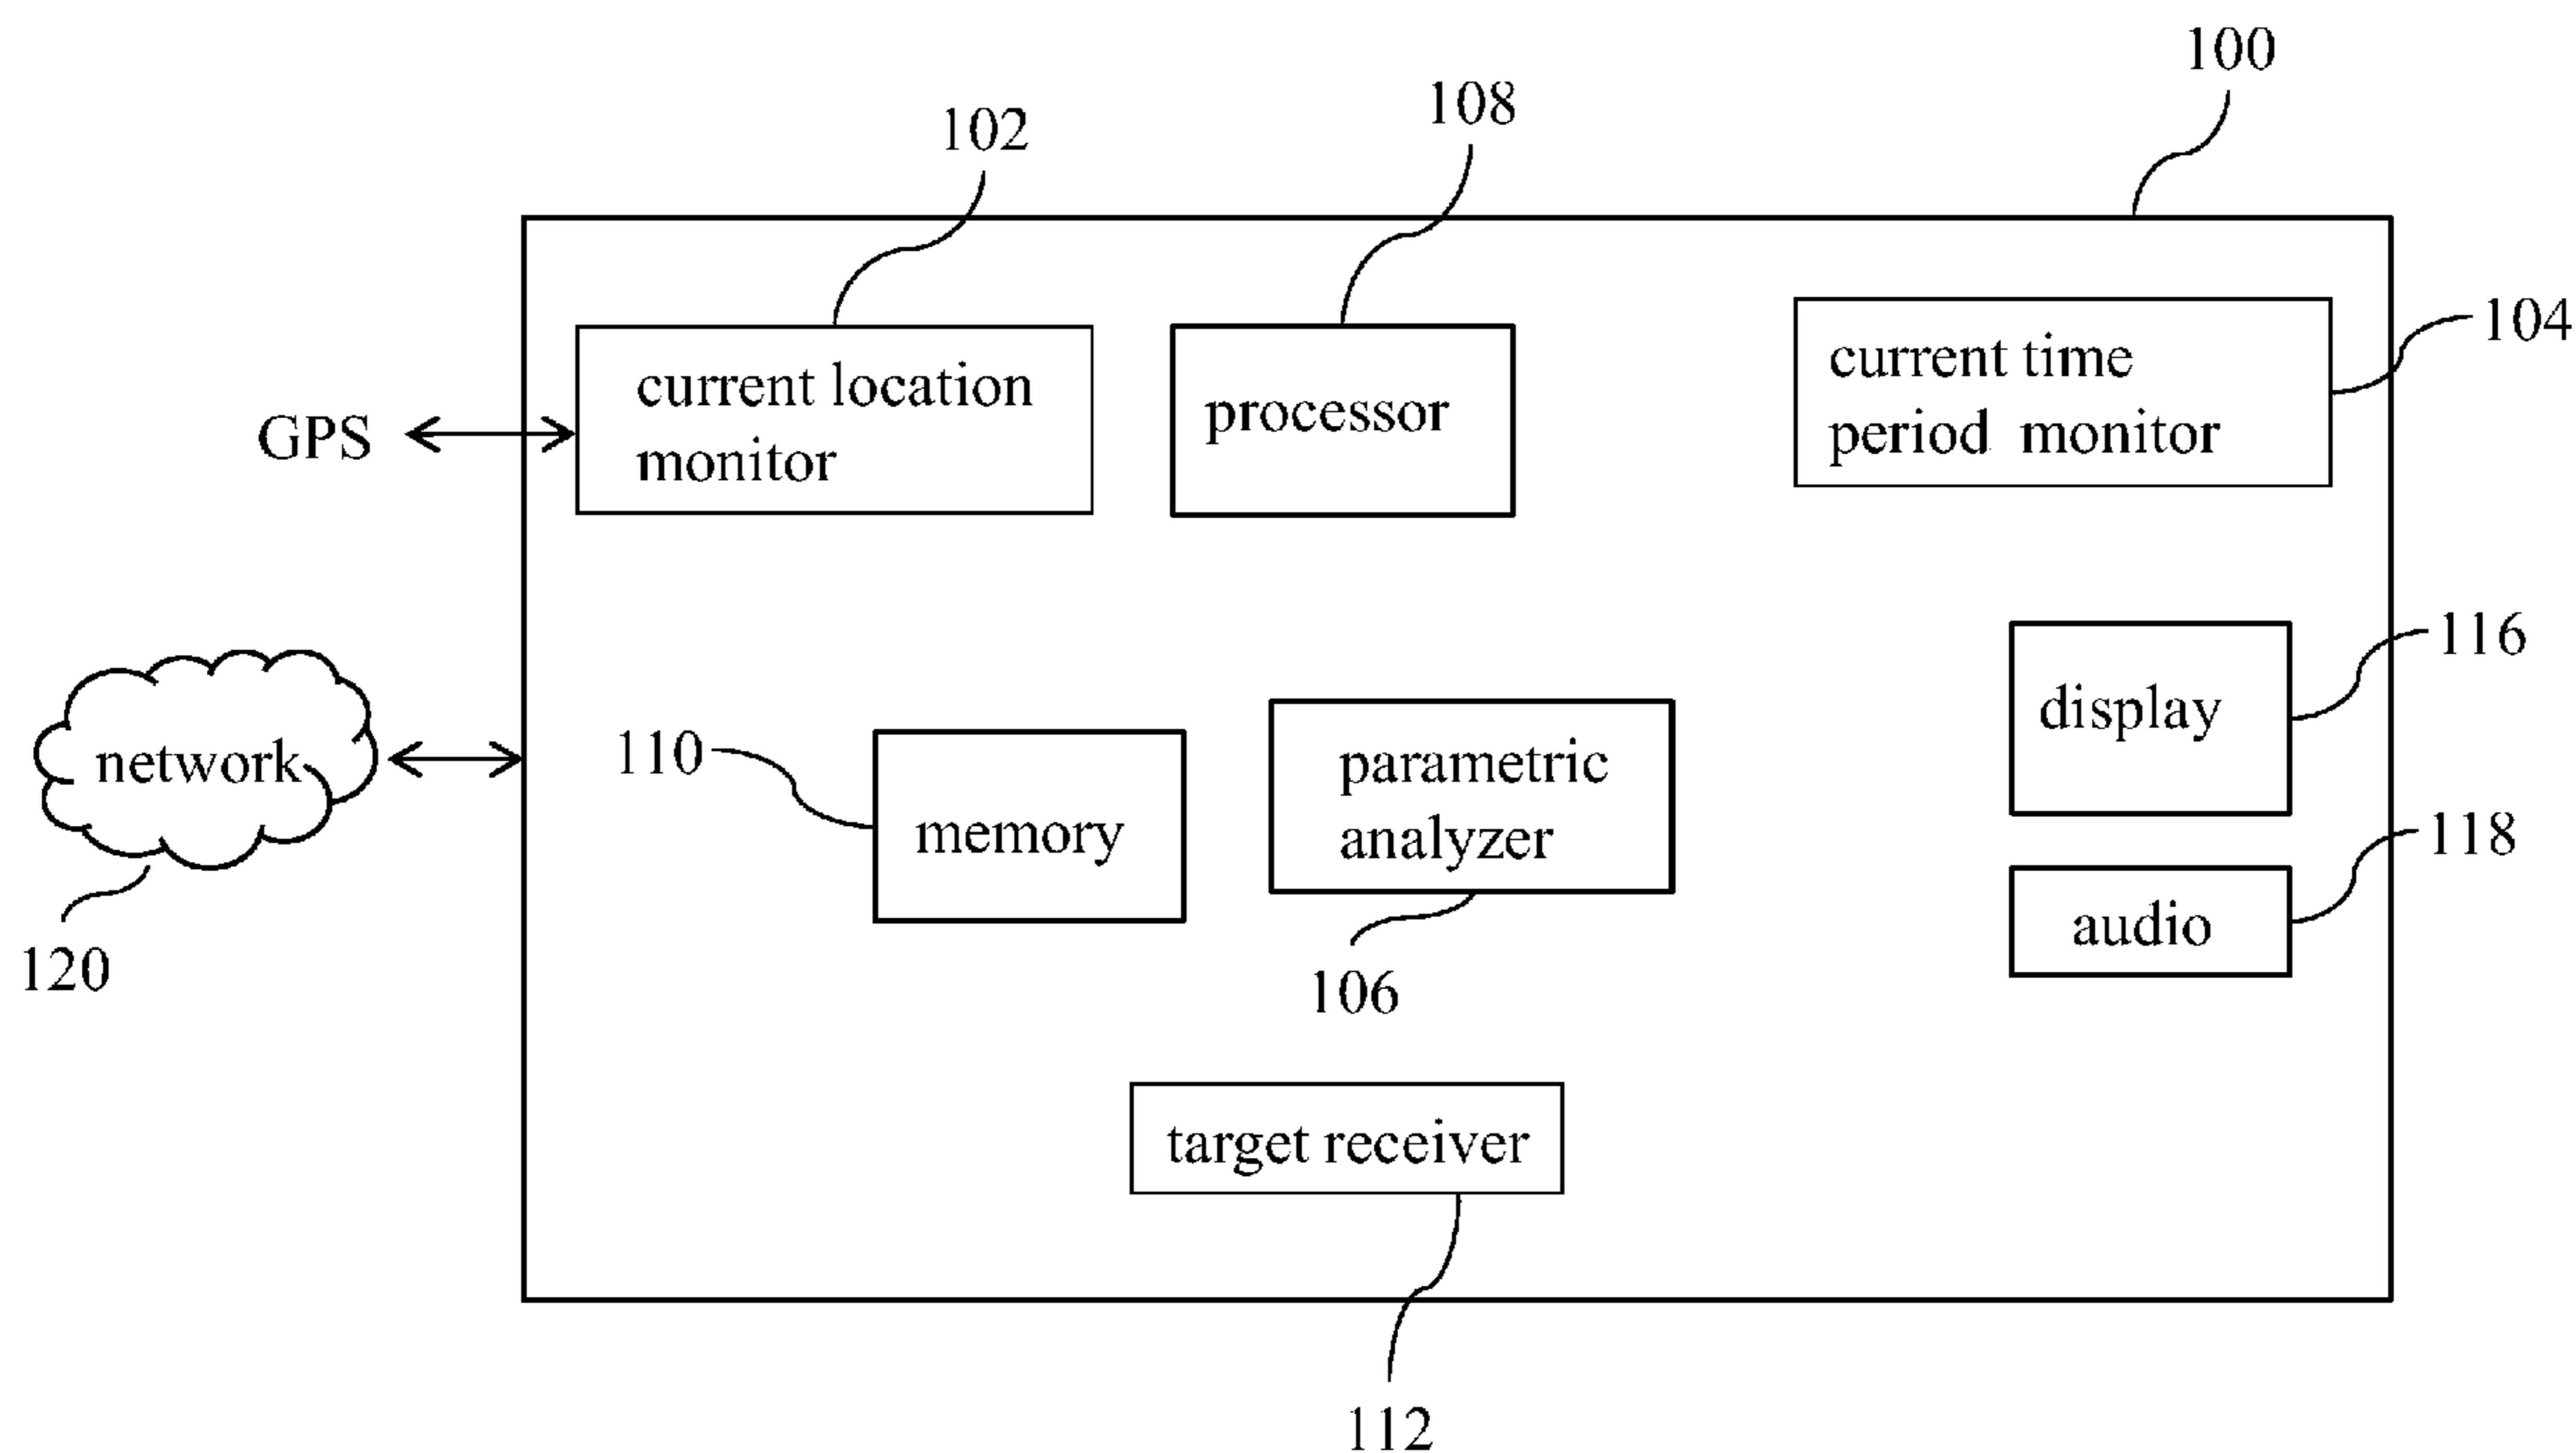 100
108
102
104
current location
monitor
processor
current time
period monitor
GPS
116
display
110
network
memory
parametric
analyzer
118
audio
120
106
target receiver
112